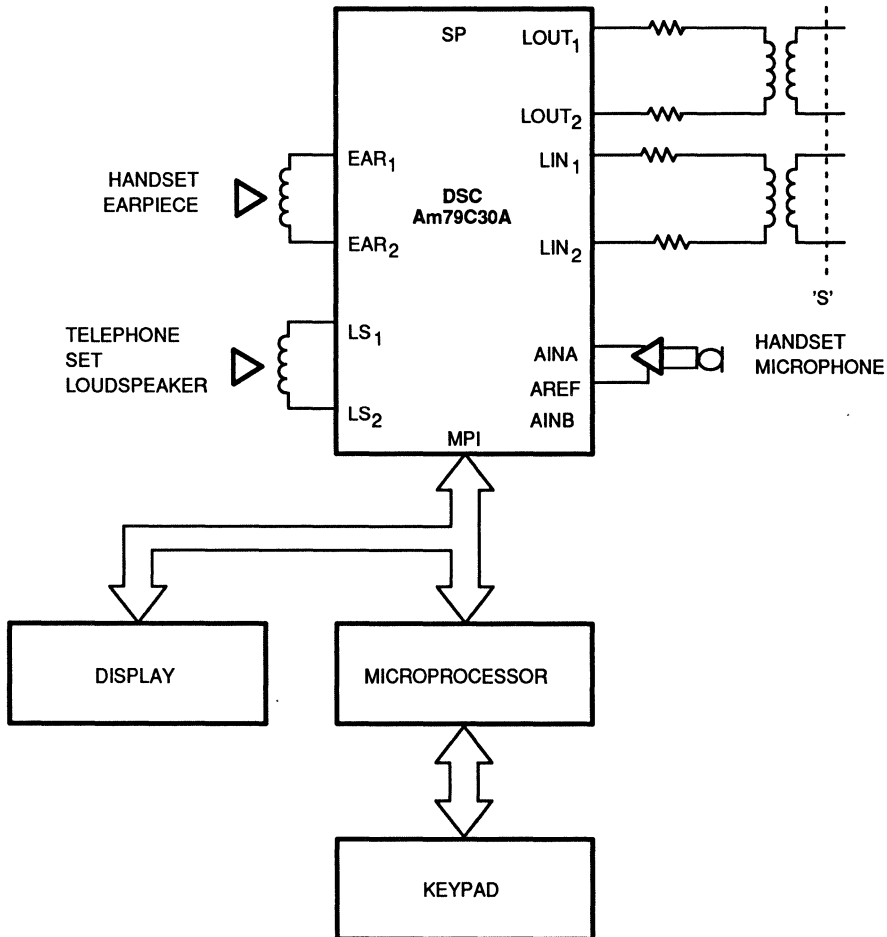 SP
LOUT1
LOUT2
LIN1
LIN2
EAR1
EAR2
HANDSET
EARPIECE
DSC
Am79C30A
'S'
TELEPHONE
SET
LOUDSPEAKER
LS1
LS2
AINA
AREF
AINB
HANDSET
MICROPHONE
MPI
DISPLAY
MICROPROCESSOR
KEYPAD